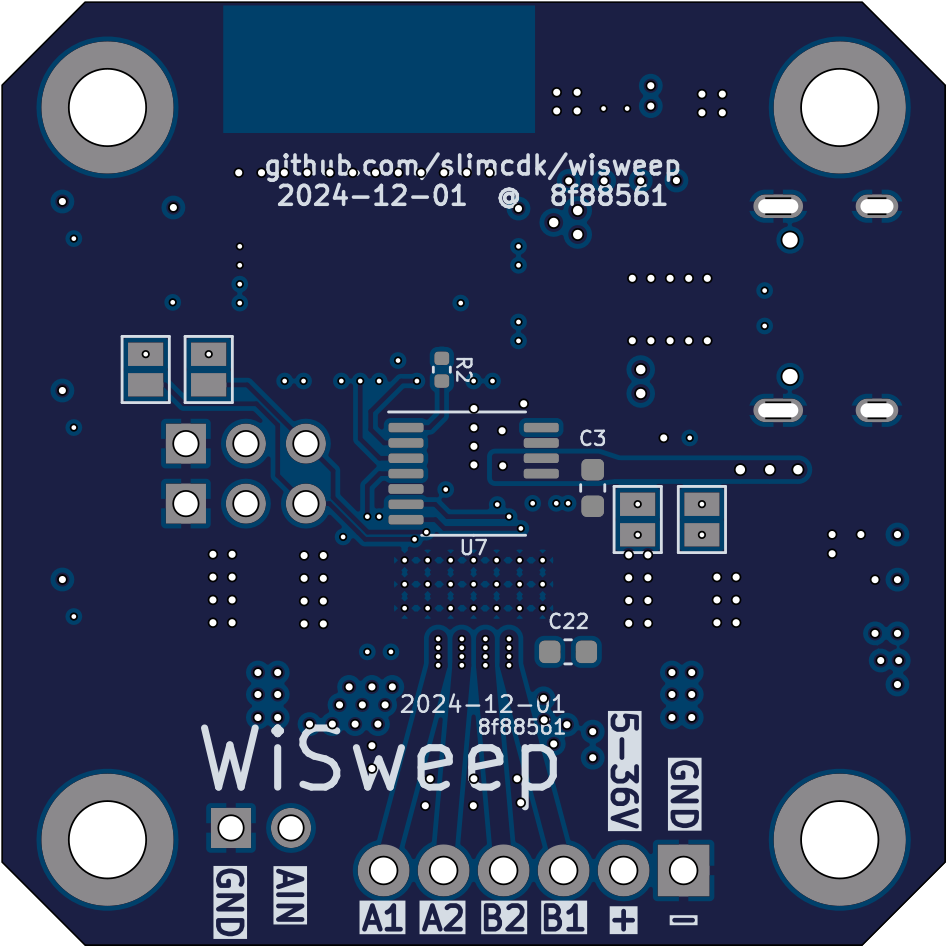 github.com/slimcdk/wisweep
2024-12-01 @ 8f88561
R2
C3
U7
C22
2024-12-01
8f88561
WiSweep
5-36V
GND
GND
AIN
A1 A2 B2 B1 + -